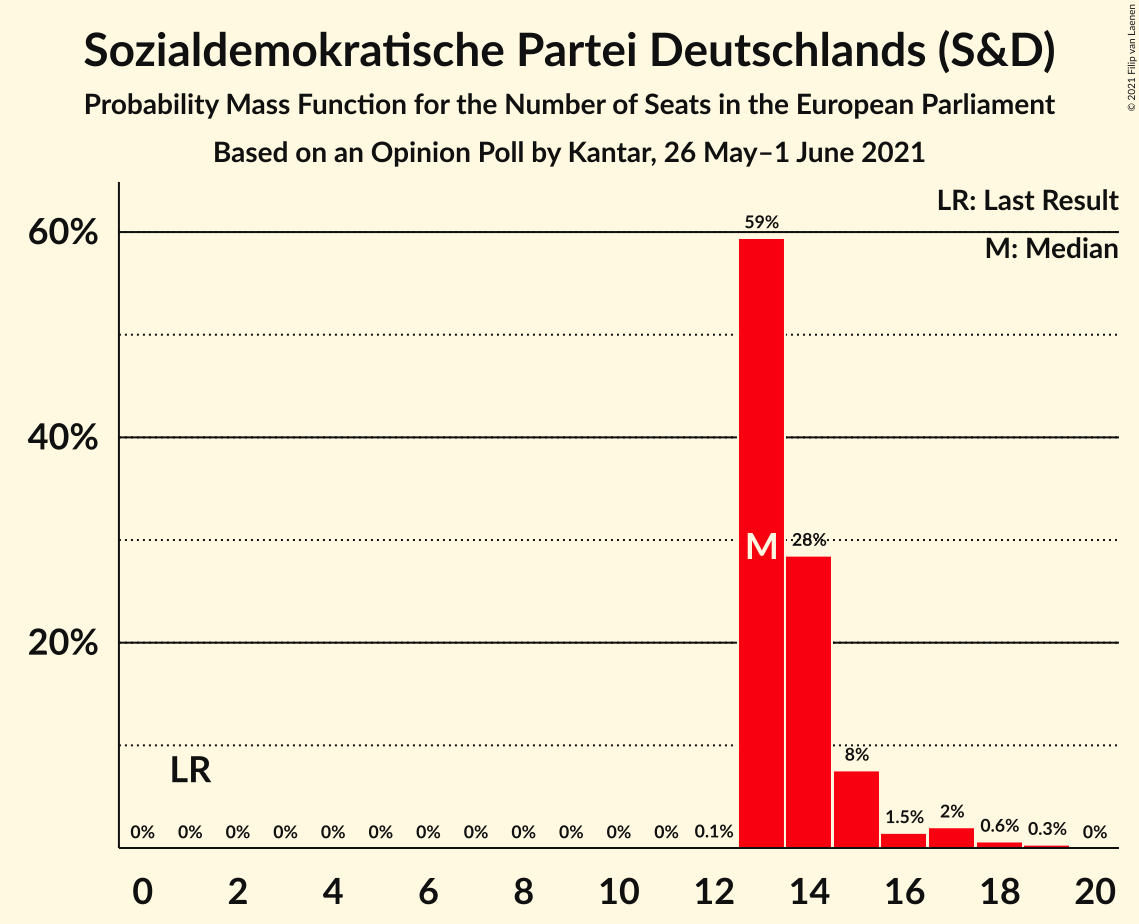 Sozialdemokratische Partei Deutschlands (S&D)
Probability Mass Function for the Number of Seats in the European Parliament
Based on an Opinion Poll by Kantar, 26 May–1 June 2021
© 2021 Filip van Laenen
LR: Last Result
M: Median
60%
40%
20%
59%
M
28%
LR
8%
0% 0% 0% 0% 0% 0% 0% 0% 0% 0% 0% 0% 0.1% 1.5% 2% 0.6% 0.3% 0%
0 2 4 6 8 10 12 14 16 18 20